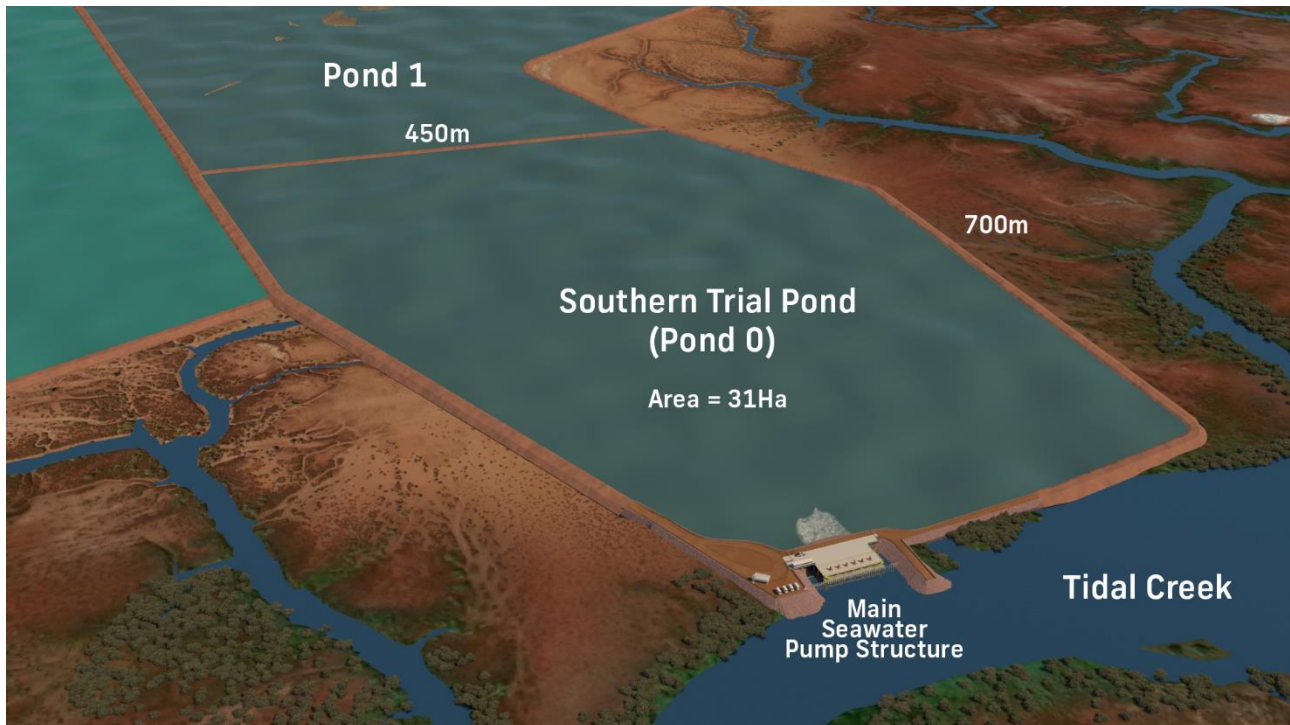 Pond 1
450m
700m
Southern Trial Pond
(Pond 0)
Area = 31Ha
Tidal Creek
Main
Seawater
Pump Structure